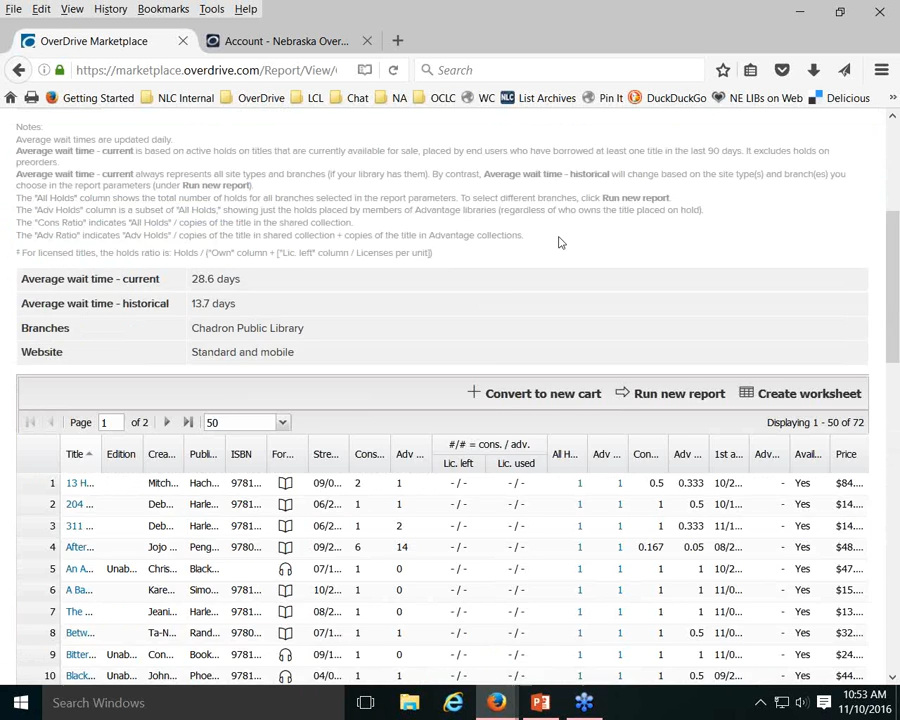 File Edit View History Bookmarks Tools Help
OverDrive Marketplace
Account - Nebraska Over...
https://marketplace.overdrive.com/Report/View/
Search
Getting Started NLC Internal OverDrive LCL Chat NA OCLC WC List Archives Pin It DuckDuckGo NE LIBs on Web Delicious
Notes:
Average wait times are updated daily.
Average wait time - current is based on active holds on titles that are currently available for sale, placed by end users who have borrowed at least one title in the last 90 days. It excludes holds on
preorders.
Average wait time - current always represents all site types and branches (if your library has them). By contrast, Average wait time - historical will change based on the site type(s) and branch(es) you
choose in the report parameters (under Run new report).
The "All Holds" column shows the total number of holds for all branches selected in the report parameters. To select different branches, click Run new report.
The "Adv Holds" column is a subset of "All Holds," showing just the holds placed by members of Advantage libraries (regardless of who owns the title placed on hold).
The "Cons Ratio" indicates "All Holds" / copies of the title in the shared collection.
The "Adv Ratio" indicates "Adv Holds" / copies of the title in shared collection + copies of the title in Advantage collections.
² For licensed titles, the holds ratio is: Holds / ("Own" column + ["Lic. left" column / Licenses per unit])
Average wait time - current 28.6 days
Average wait time - historical 13.7 days
Branches Chadron Public Library
Website Standard and mobile
Convert to new cart Run new report Create worksheet
Page 1 of 2 50 Displaying 1 - 50 of 72
Title Edition Crea... Publi... ISBN For... Stre... Cons... Adv ... #/# = cons. / adv. Lic. left Lic. used All H... Adv ... Con... Adv ... 1st a... Adv... Avail... Price
1 13 H... Mitch... Hach... 9781... 09/0... 2 1 - / - - / - 1 1 0.5 0.333 10/2... - Yes $84....
2 204 ... Deb... Harle... 9781... 06/2... 1 1 - / - - / - 1 1 1 0.5 10/2... - Yes $14....
3 311 ... Deb... Harle... 9781... 06/2... 1 2 - / - - / - 1 1 1 0.333 11/1... - Yes $14....
4 After... Jojo ... Peng... 9780... 09/2... 6 14 - / - - / - 1 1 0.167 0.05 08/2... - Yes $48....
5 An A... Unab... Chris... Black... 07/1... 1 0 - / - - / - 1 1 1 1 10/2... - Yes $47....
6 A Ba... Kare... Simo... 9781... 10/2... 1 0 - / - - / - 1 1 1 1 11/0... - Yes $15....
7 The ... Jeani... Harle... 9781... 08/2... 1 0 - / - - / - 1 1 1 1 11/0... - Yes $13....
8 Betw... Ta-N... Rand... 9780... 07/1... 1 1 - / - - / - 1 1 1 0.5 11/0... - Yes $32....
9 Bitter... Unab... Con... Book... 9781... 09/1... 1 0 - / - - / - 1 1 1 1 11/0... - Yes $24....
10 Black... Unab... John... Phoe... 9781... 04/0... 1 0 - / - - / - 1 1 1 1 11/0... - Yes $44....
Search Windows
10:53 AM
11/10/2016